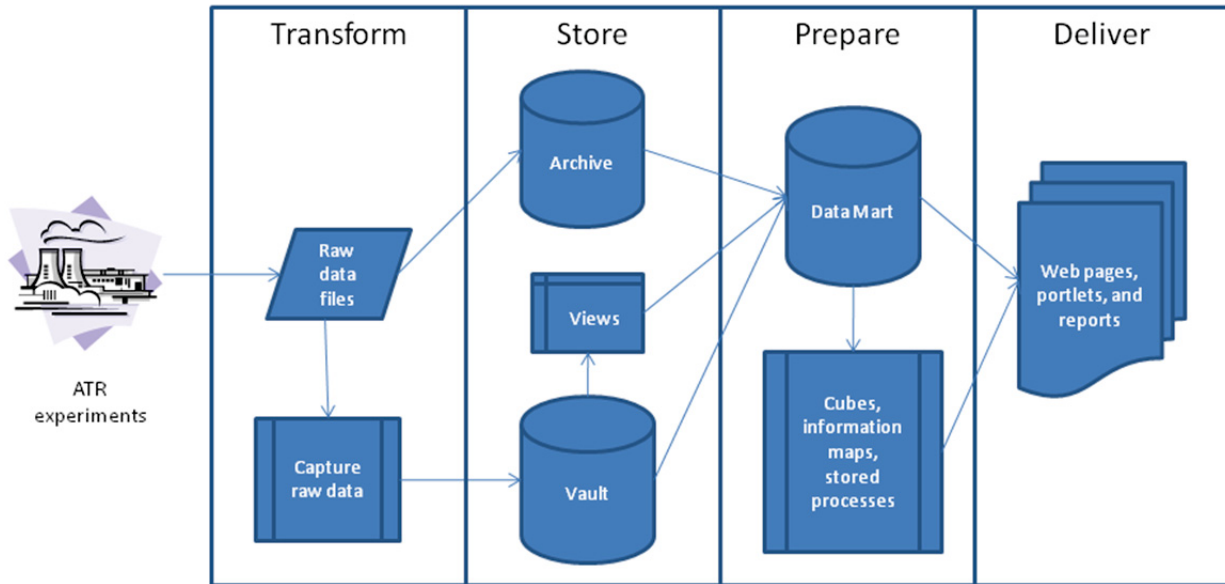 Transform
Store
Prepare
Deliver
Archive
Data Mart
Raw
data
files
Web pages,
portlets, and
reports
Views
ATR
experiments
Capture
raw data
Vault
Cubes,
information
maps,
stored
processes